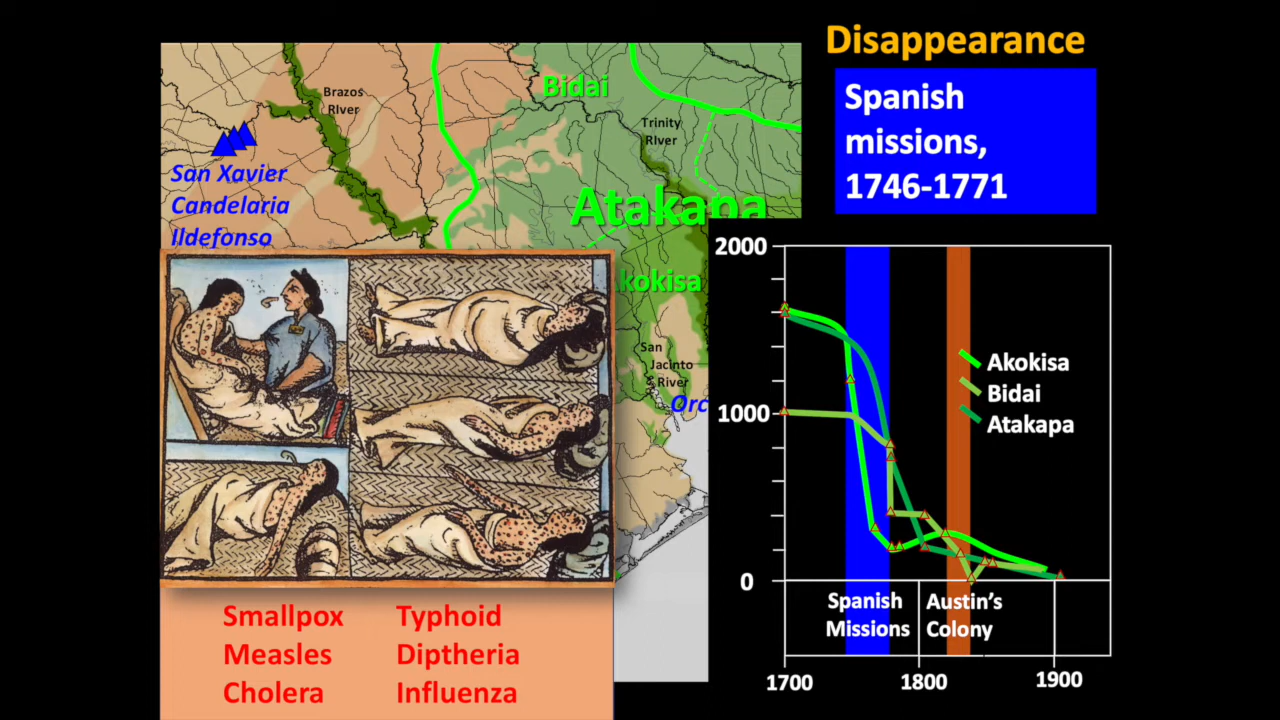 Disappearance
Spanish
missions,
1746-1771
Brazos
RIver
Bidai
Trinity
RIver
San Xavier
Candelaria
Ildefonso
Atakapa
kokisa
San
Jacinto
River
Orc
2000
1000
0
Akokisa
Bidai
Atakapa
Spanish
Missions
Austin's
Colony
1700
1800
1900
Smallpox
Typhoid
Measles
Diptheria
Cholera
Influenza